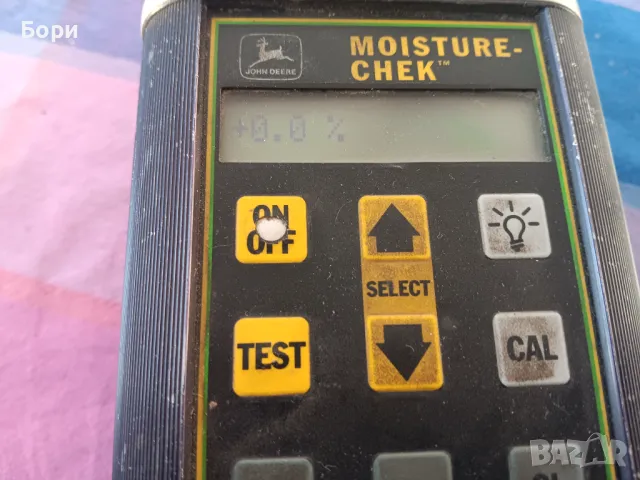 Бори
JOHN DEERE
MOISTURE-
CHEK™
+0.0 %
ON
OFF
SELECT
TEST
CAL
BAZAR